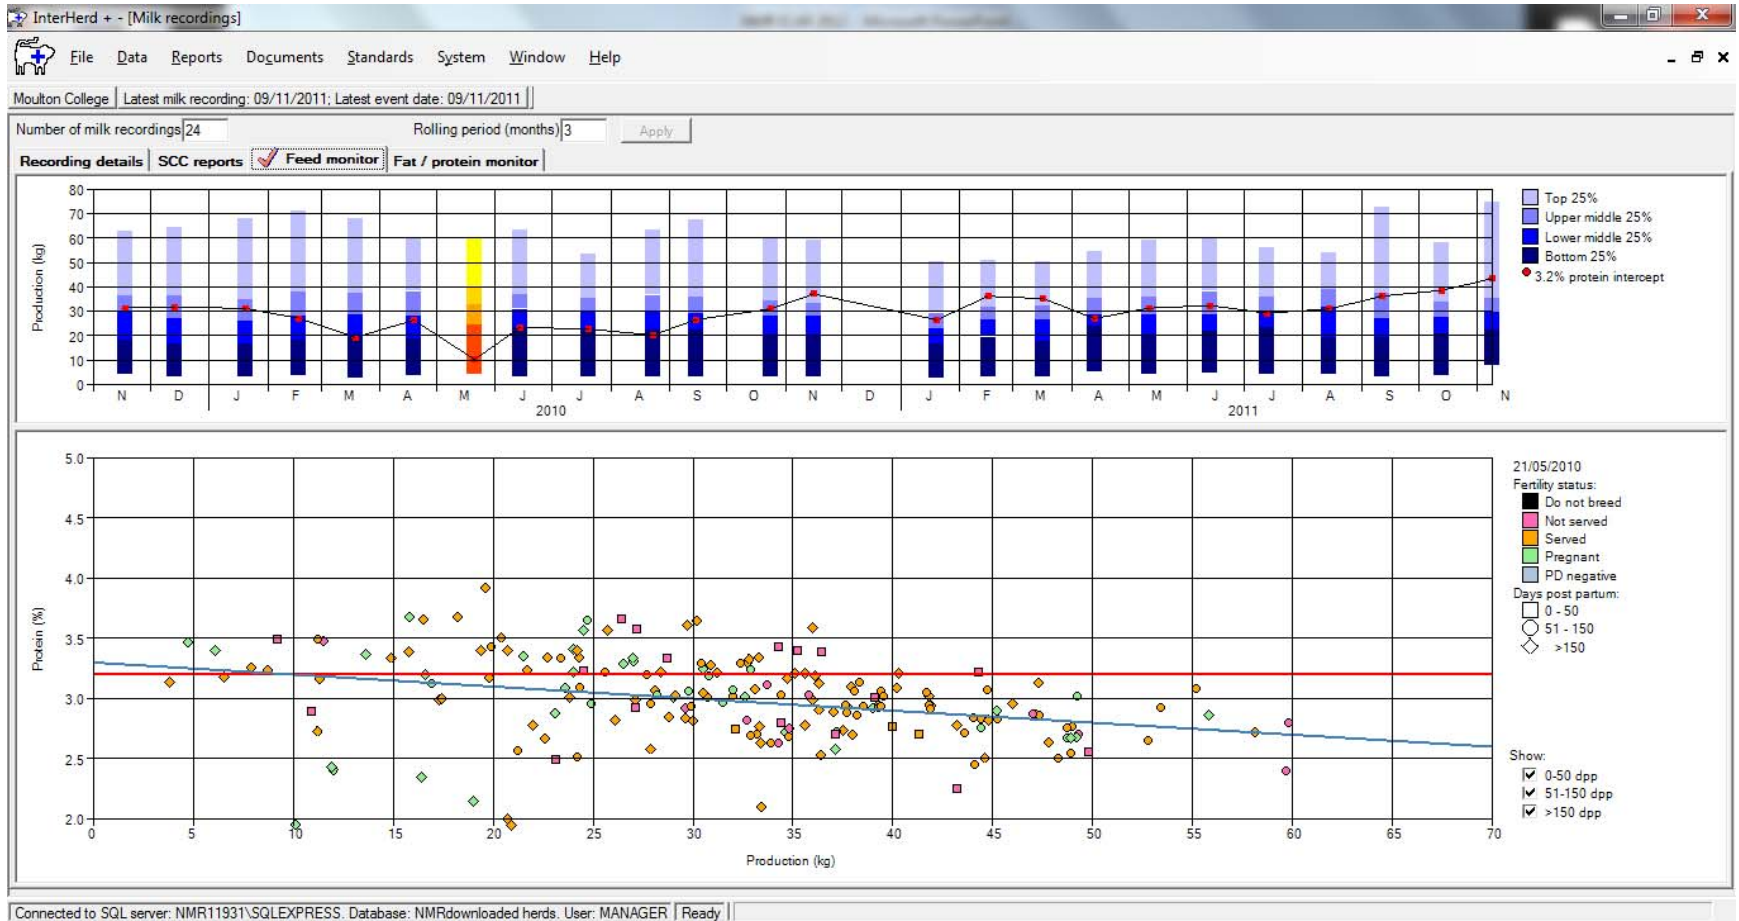 InterHerd + - [Milk recordings]
File Data Reports Documents Standards System Window Help
Moulton College Latest milk recording: 09/11/2011; Latest event date: 09/11/2011
Number of milk recordings 24 Rolling period (months) 3 Apply
Recording details SCC reports Feed monitor Fat / protein monitor
Production (kg)
80
70
60
50
40
30
20
10
0
N D J F M A M J J A S O N D J F M A M J J A S O N
2010 2011
Top 25%
Upper middle 25%
Lower middle 25%
Bottom 25%
3.2% protein intercept
Protein (%)
5.0
4.5
4.0
3.5
3.0
2.5
2.0
0 5 10 15 20 25 30 35 40 45 50 55 60 65 70
Production (kg)
21/05/2010
Fertility status:
Do not breed
Not served
Served
Pregnant
PD negative
Days post partum:
0 - 50
51 - 150
>150
Show:
0-50 dpp
51-150 dpp
>150 dpp
Connected to SQL server: NMR11931\SQLEXPRESS. Database: NMRdownloaded herds. User: MANAGER Ready